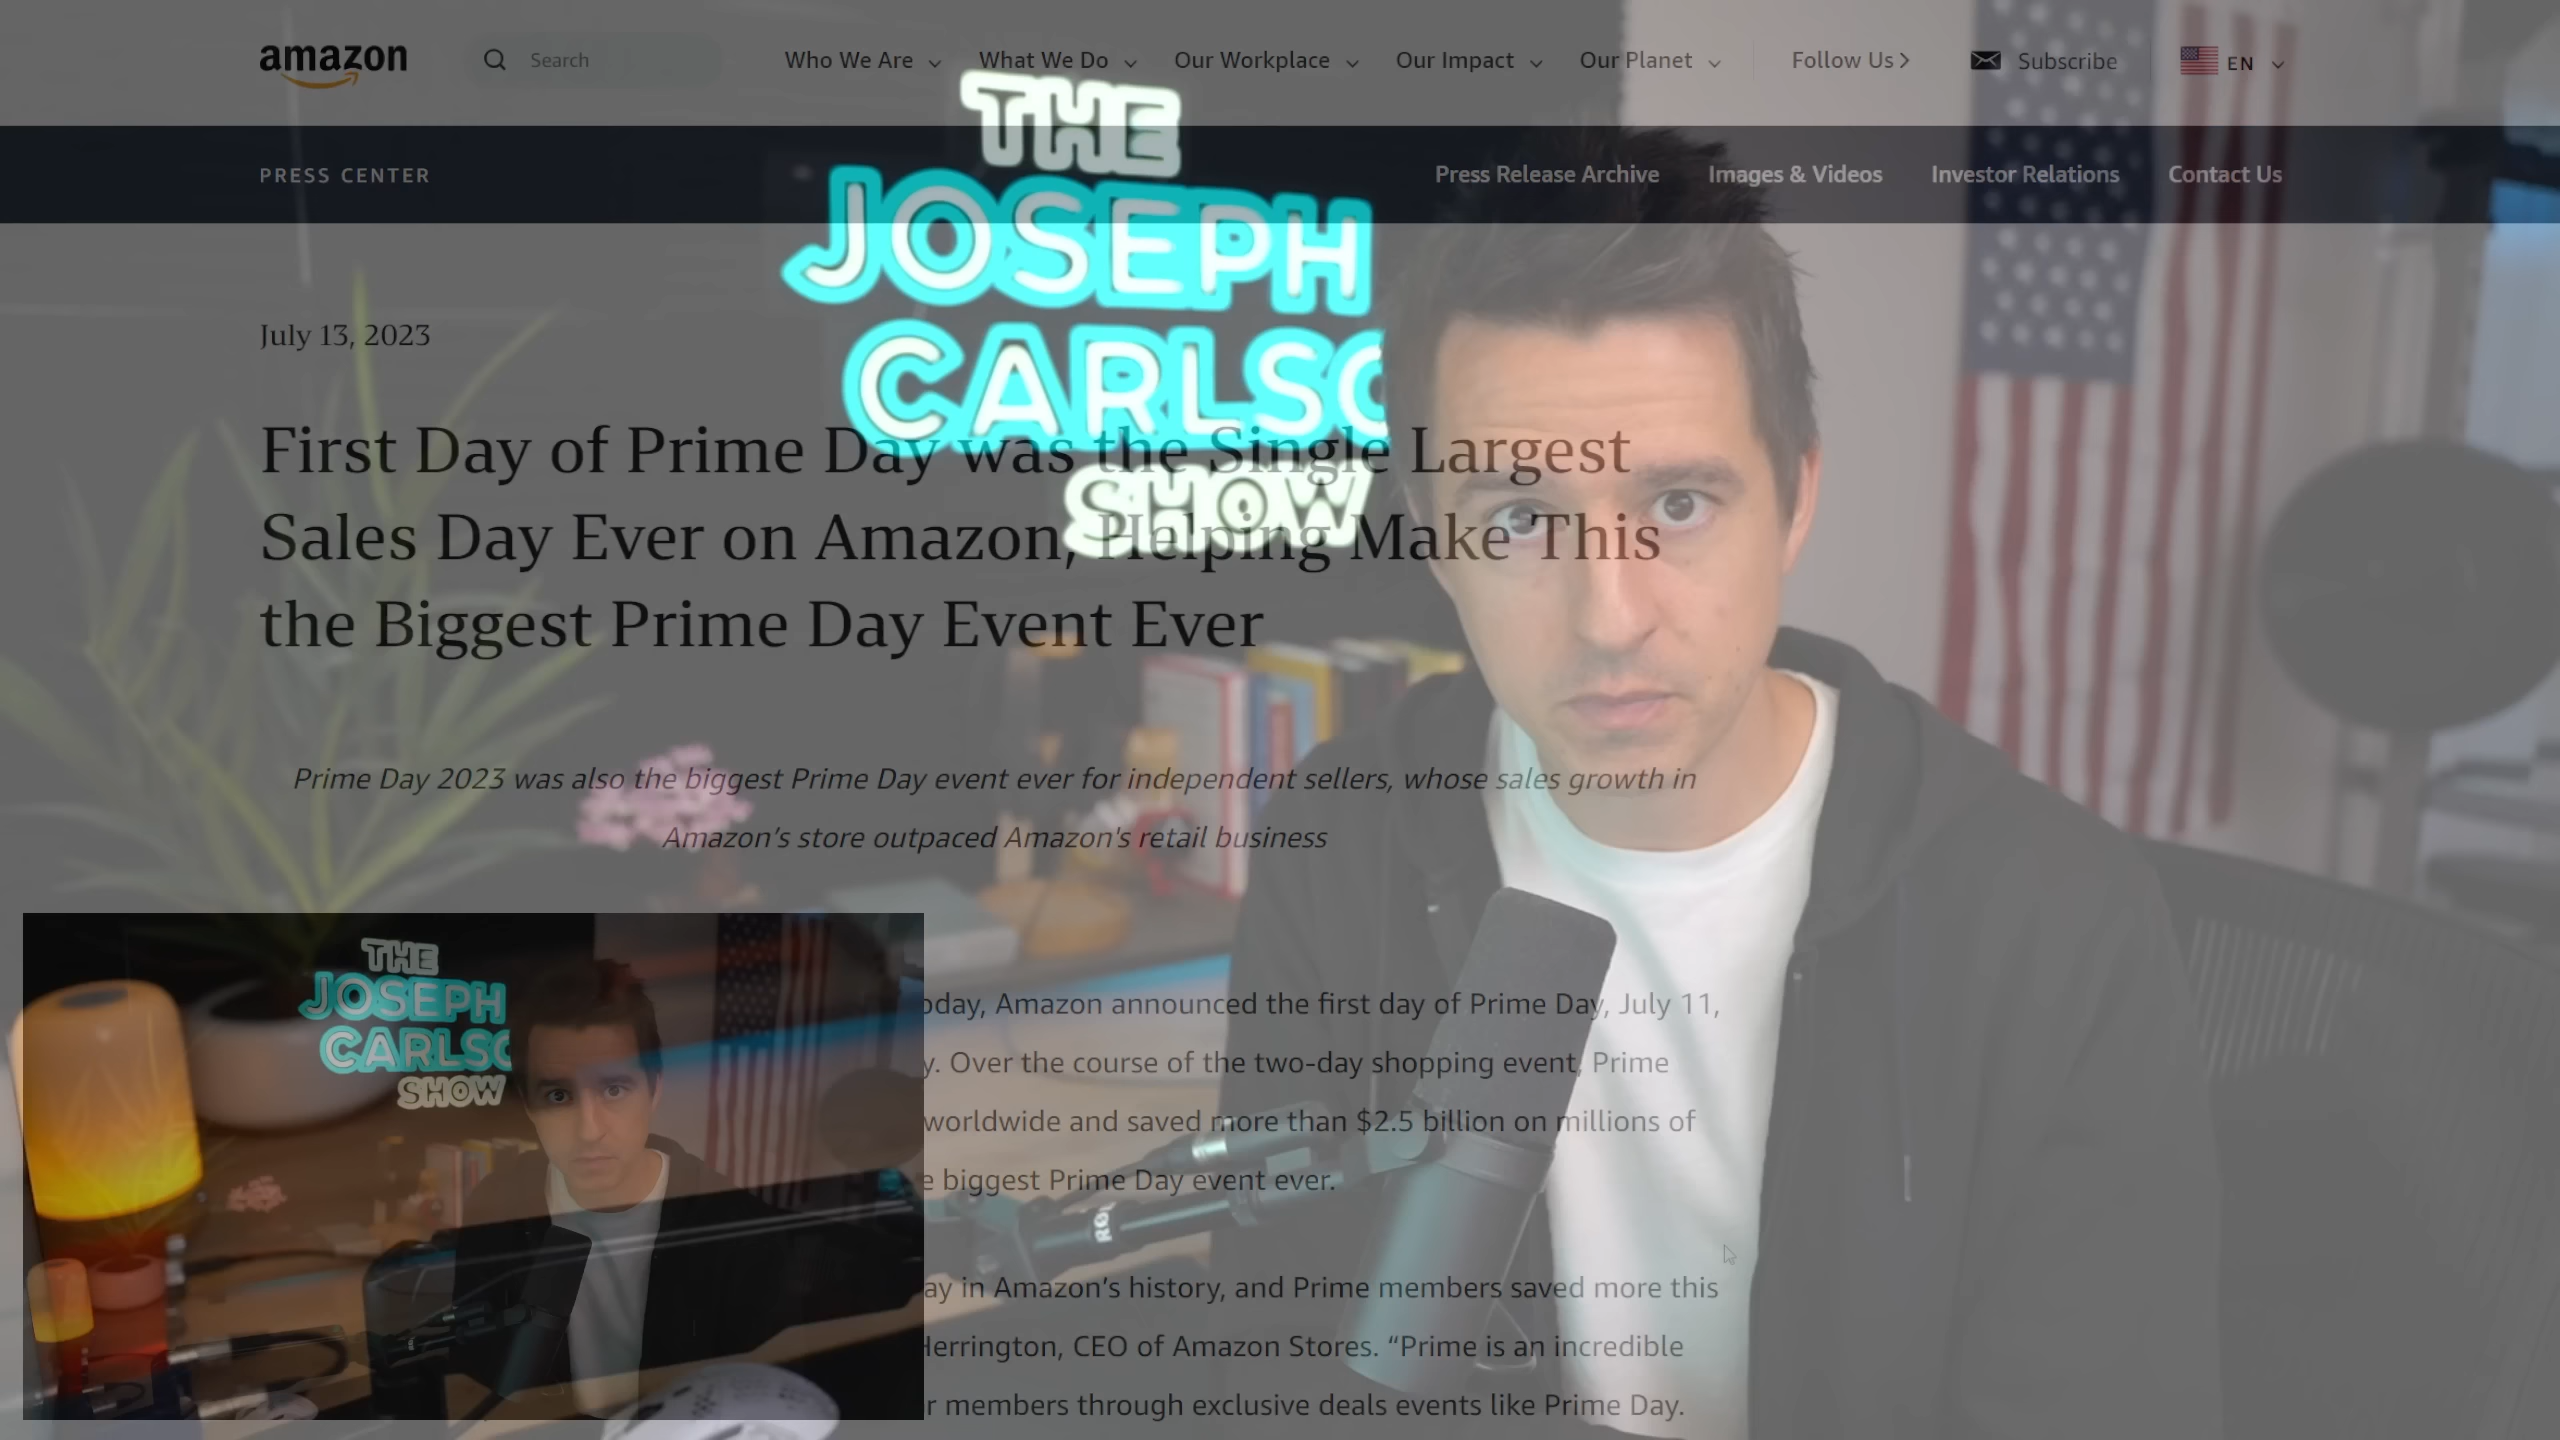 amazon
Search
Who We Are
What We Do
Our Workplace
Our Impact
Our Planet
Follow Us
Subscribe
EN
PRESS CENTER
Press Release Archive
Images & Videos
Investor Relations
Contact Us
THE
JOSEPH
CARLSO
SHOW
July 13, 2023
First Day of Prime Day was the Single Largest
Sales Day Ever on Amazon, Helping Make This
the Biggest Prime Day Event Ever
Prime Day 2023 was also the biggest Prime Day event ever for independent sellers, whose sales growth in
Amazon’s store outpaced Amazon's retail business
oday, Amazon announced the first day of Prime Day, July 11,
y. Over the course of the two-day shopping event, Prime
worldwide and saved more than $2.5 billion on millions of
e biggest Prime Day event ever.
ay in Amazon’s history, and Prime members saved more this
Herrington, CEO of Amazon Stores. “Prime is an incredible
r members through exclusive deals events like Prime Day.
THE
JOSEPH
CARLSO
SHOW